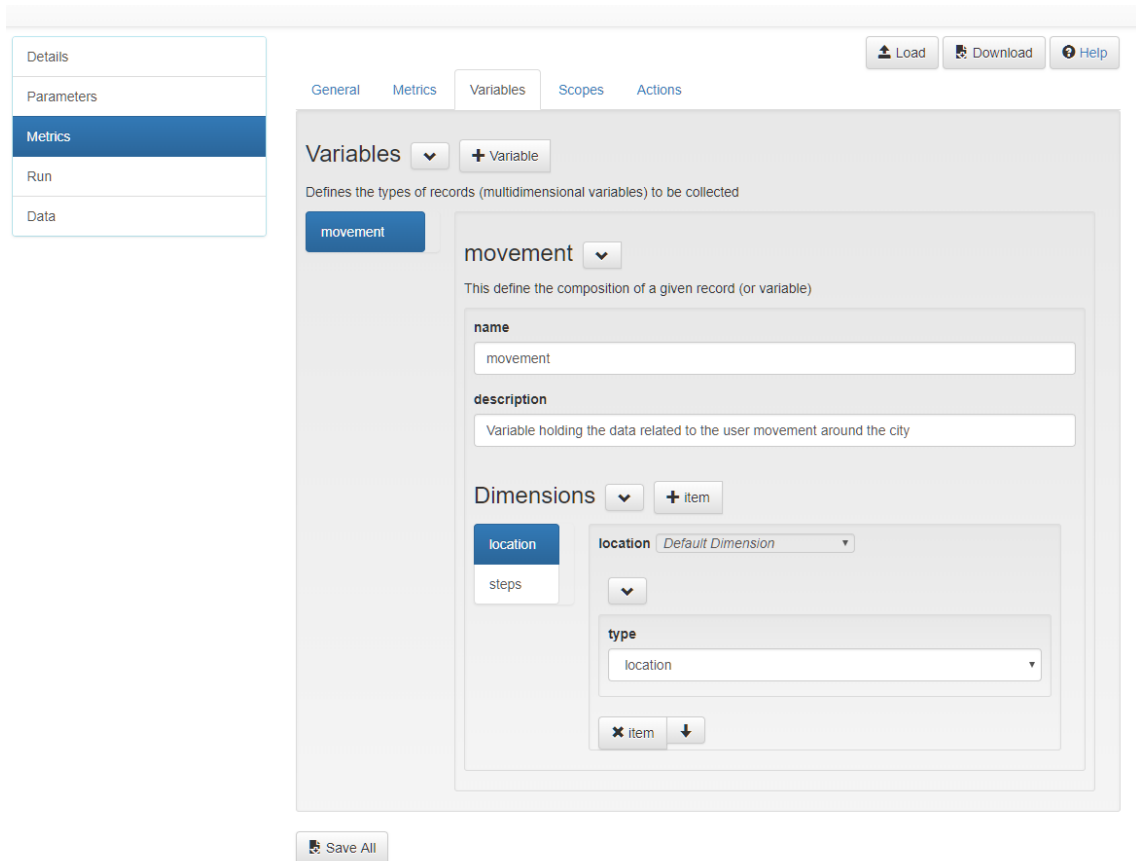 Load Download Help
Details
Parameters
Metrics
Run
Data
General Metrics Variables Scopes Actions
Variables + Variable
Defines the types of records (multidimensional variables) to be collected
movement
movement
This define the composition of a given record (or variable)
name
movement
description
Variable holding the data related to the user movement around the city
Dimensions + item
location
steps
location Default Dimension
type
location
item
Save All